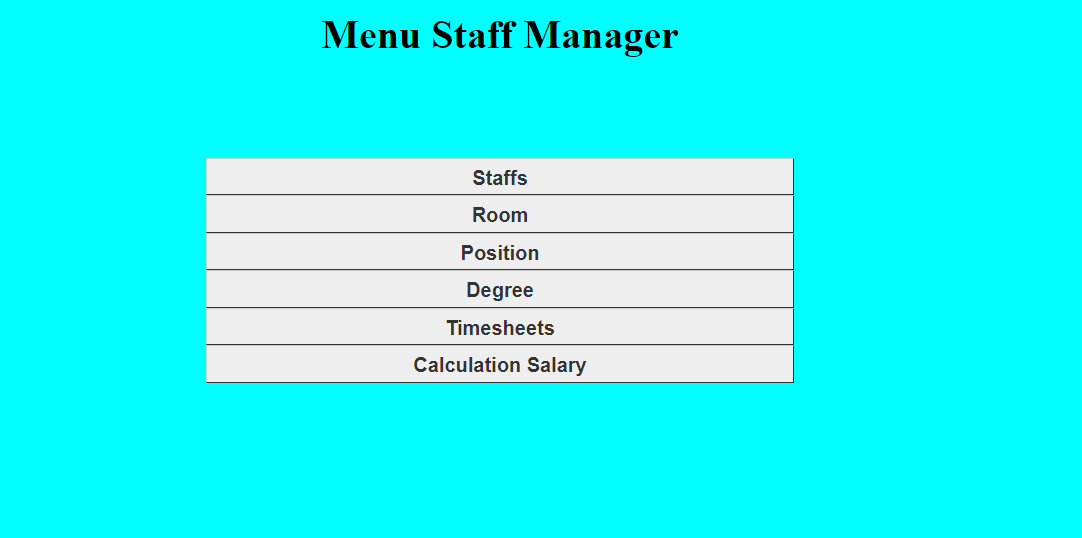 Menu Staff Manager
Staffs
Room
Position
Degree
Timesheets
Calculation Salary